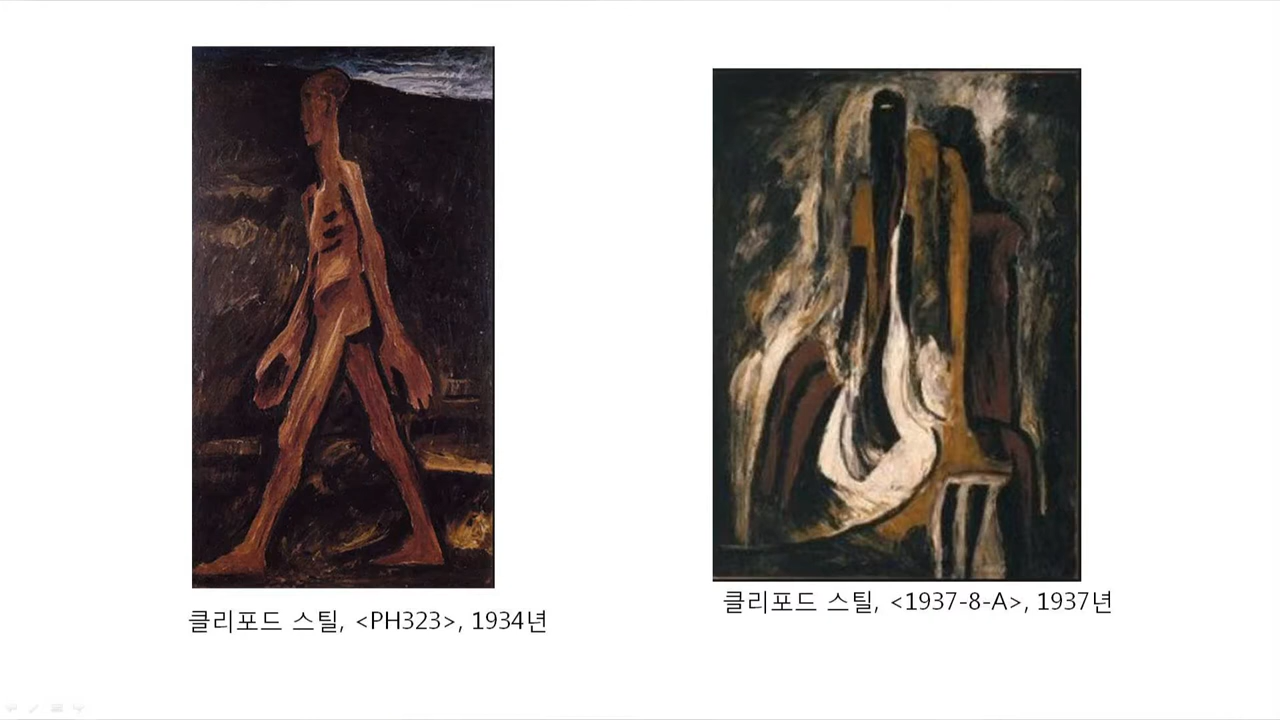 클리포드 스틸, <PH323>, 1934년
클리포드 스틸, <1937-8-A>, 1937년